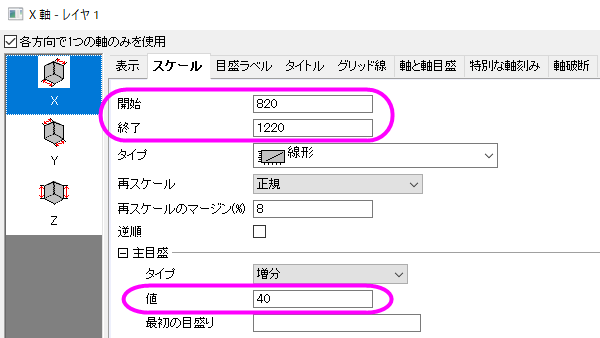 X 軸 - レイヤ 1
各方向で1つの軸のみを使用
表示 スケール 目盛ラベル タイトル グリッド線 軸と軸目盛 特別な軸刻み 軸破断
X
Y
Z
開始 820
終了 1220
タイプ 線形
再スケール 正規
再スケールのマージン(%) 8
逆順
主目盛
タイプ 増分
値 40
最初の目盛り